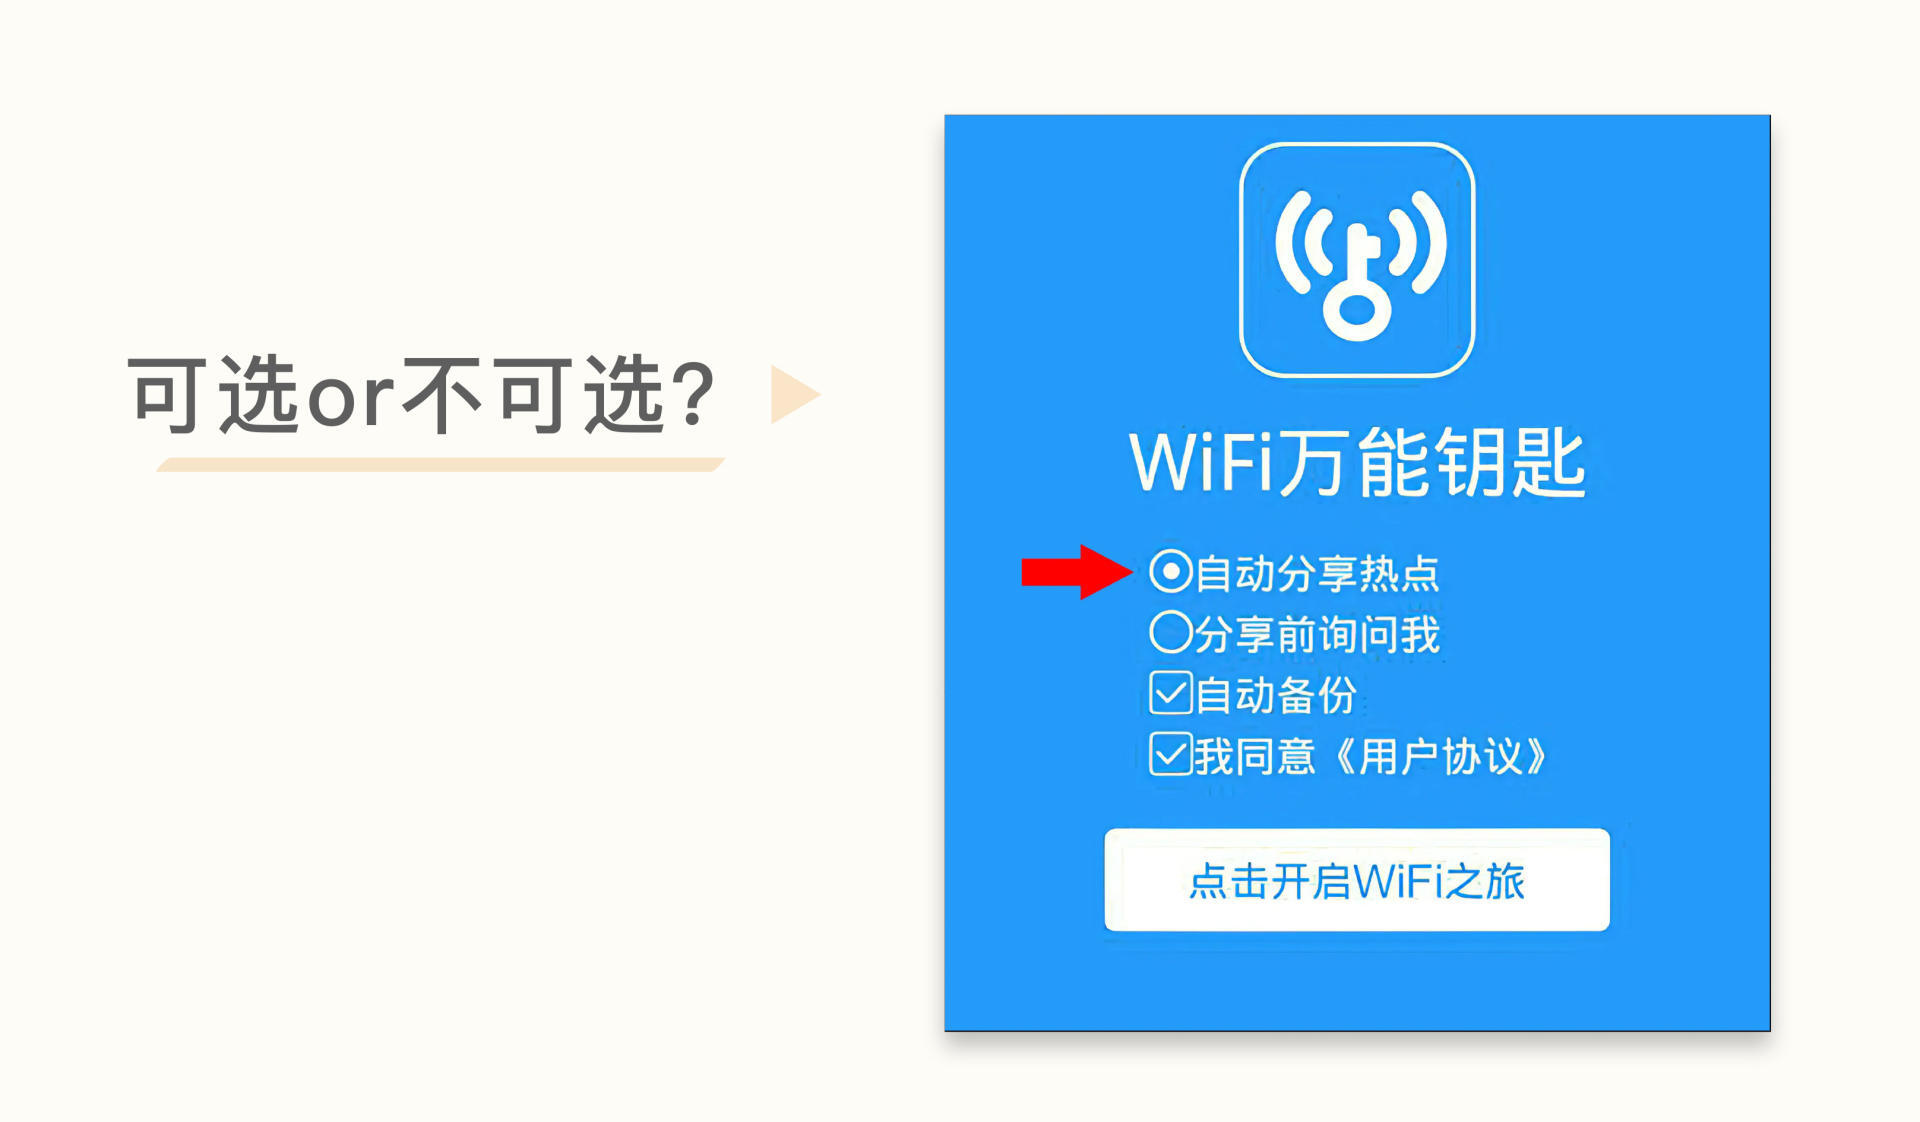 可选or不可选?
WiFi万能钥匙
自动分享热点
分享前询问我
自动备份
我同意《用户协议》
点击开启WiFi之旅